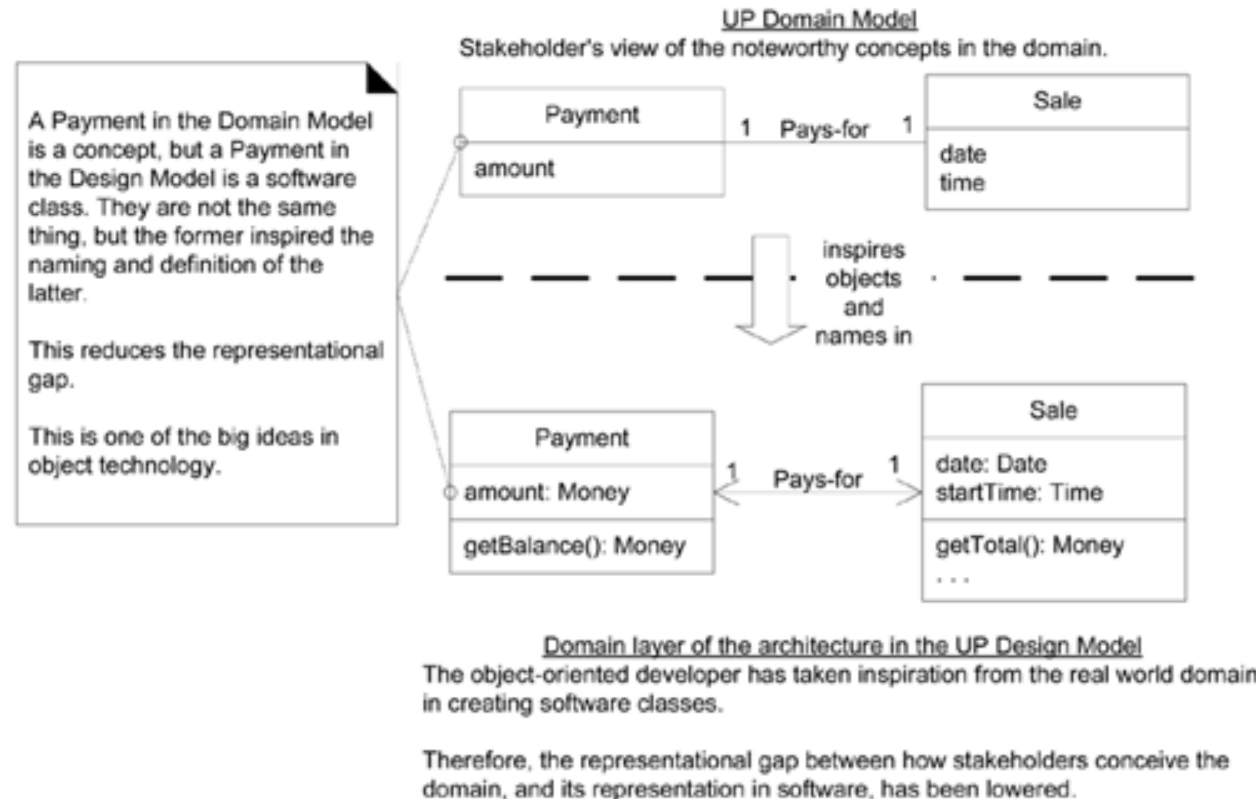 UP Domain Model
Stakeholder's view of the noteworthy concepts in the domain.
A Payment in the Domain Model
is a concept, but a Payment in
the Design Model is a software
class. They are not the same
thing, but the former inspired the
naming and definition of the
latter.
This reduces the representational
gap.
This is one of the big ideas in
object technology.
Payment
amount
1 Pays-for 1
Sale
date
time
inspires
objects
and
names in
Payment
amount: Money
getBalance(): Money
1 Pays-for 1
Sale
date: Date
startTime: Time
getTotal(): Money
. . .
Domain layer of the architecture in the UP Design Model
The object-oriented developer has taken inspiration from the real world domain
in creating software classes.
Therefore, the representational gap between how stakeholders conceive the
domain, and its representation in software, has been lowered.